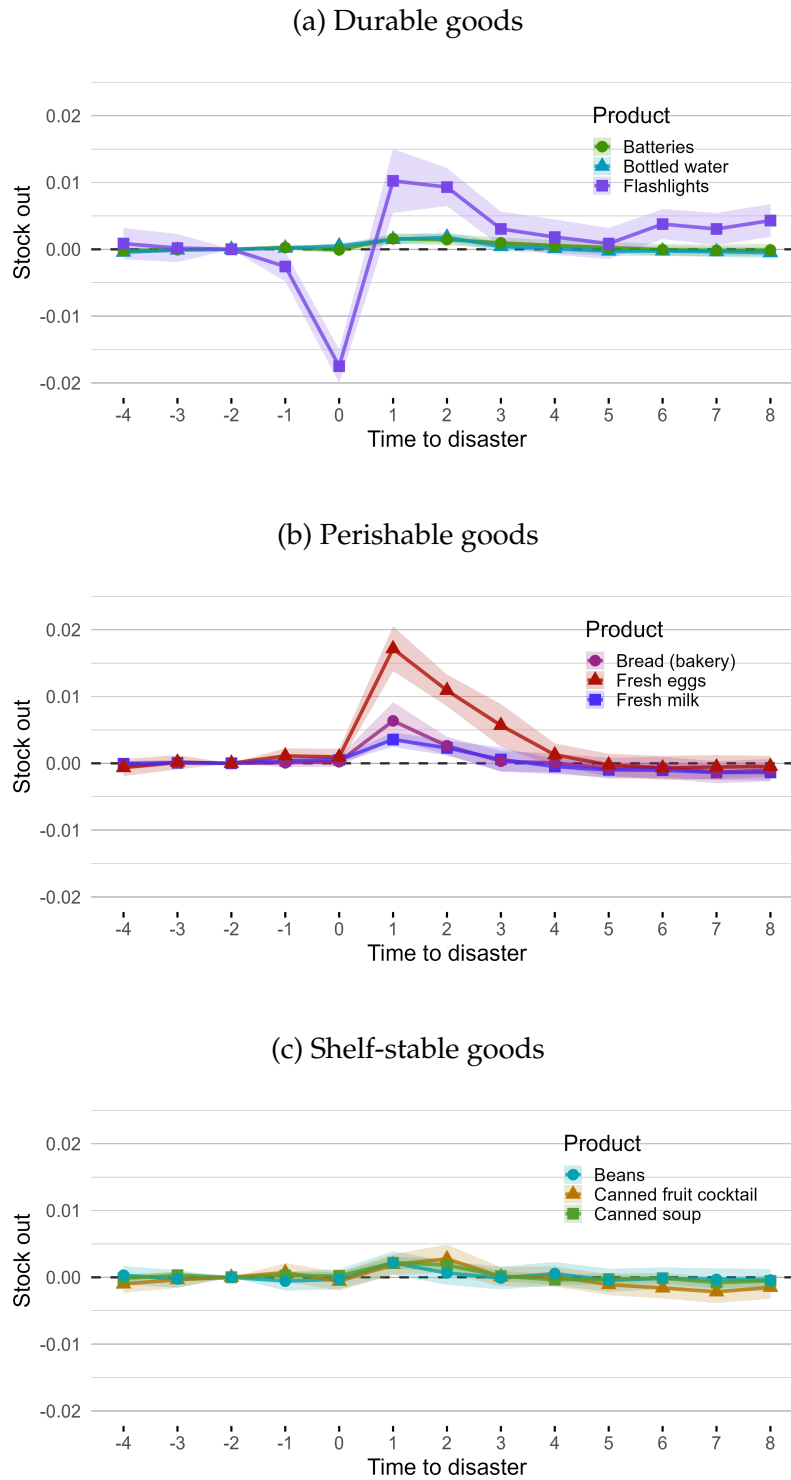 (a) Durable goods
0.02
0.01
0.00
-0.01
-0.02
Stock out
Product
Batteries
Bottled water
Flashlights
-4 -3 -2 -1 0 1 2 3 4 5 6 7 8
Time to disaster
(b) Perishable goods
0.02
0.01
0.00
-0.01
-0.02
Stock out
Product
Bread (bakery)
Fresh eggs
Fresh milk
-4 -3 -2 -1 0 1 2 3 4 5 6 7 8
Time to disaster
(c) Shelf-stable goods
0.02
0.01
0.00
-0.01
-0.02
Stock out
Product
Beans
Canned fruit cocktail
Canned soup
-4 -3 -2 -1 0 1 2 3 4 5 6 7 8
Time to disaster